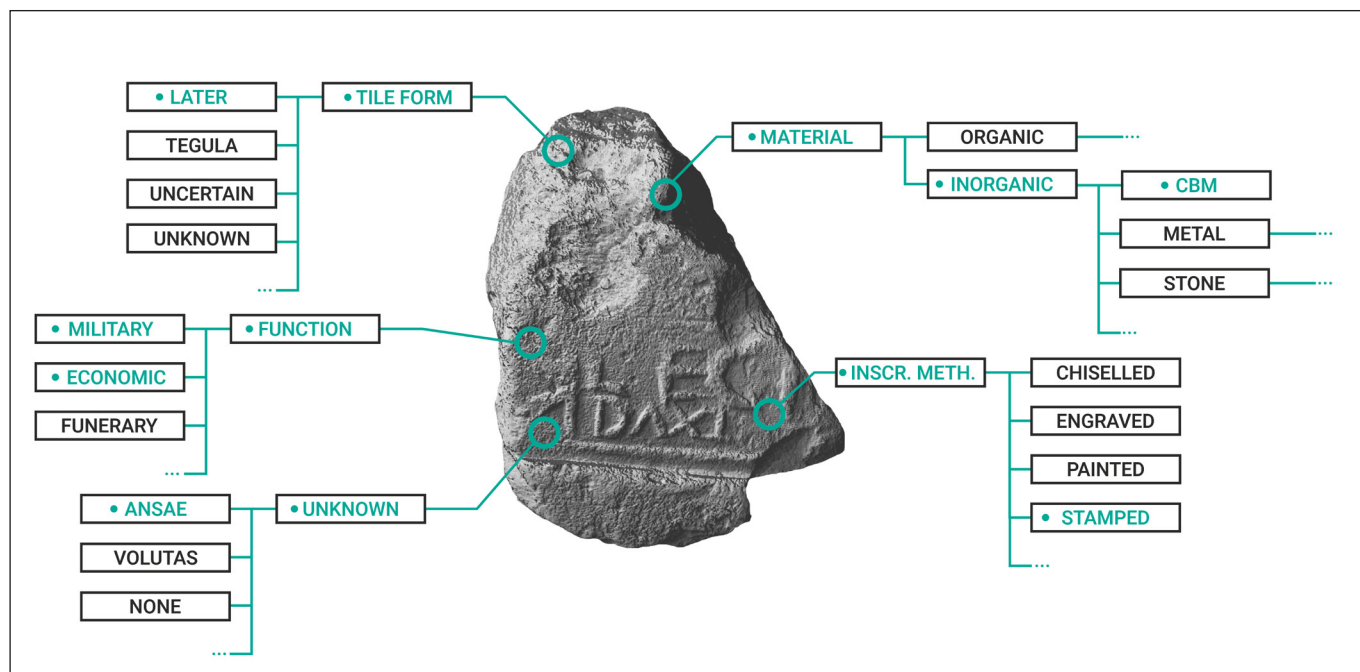 • LATER
• TILE FORM
TEGULA
UNCERTAIN
UNKNOWN
...
• MATERIAL
ORGANIC
...
• INORGANIC
• CBM
METAL
...
STONE
...
...
• MILITARY
• FUNCTION
• ECONOMIC
FUNERARY
...
• INSCR. METH.
CHISELLED
ENGRAVED
PAINTED
• STAMPED
...
• ANSAE
• UNKNOWN
VOLUTAS
NONE
...